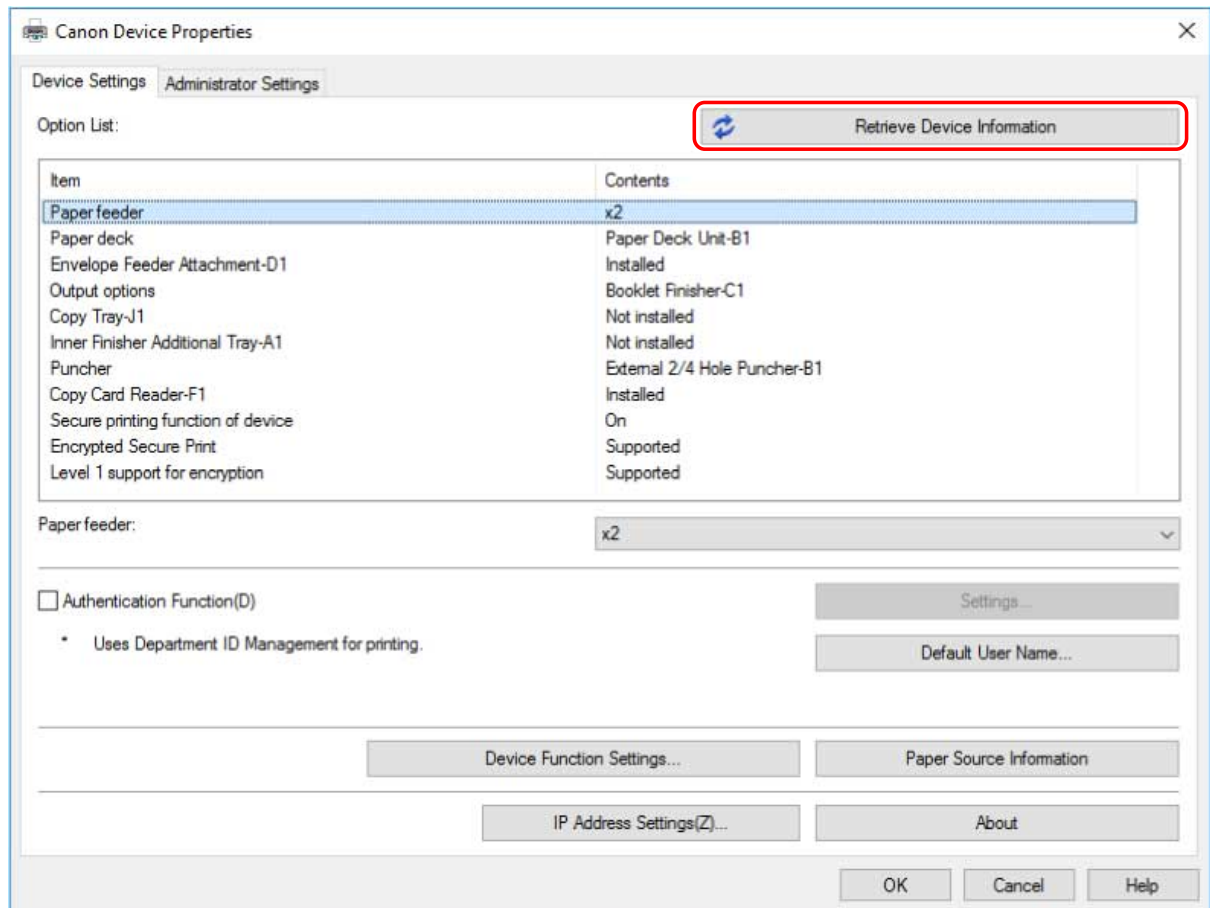 Canon Device Properties
Device Settings Administrator Settings
Option List: Retrieve Device Information
Item Contents
Paper feeder x2
Paper deck Paper Deck Unit-B1
Envelope Feeder Attachment-D1 Installed
Output options Booklet Finisher-C1
Copy Tray-J1 Not installed
Inner Finisher Additional Tray-A1 Not installed
Puncher External 2/4 Hole Puncher-B1
Copy Card Reader-F1 Installed
Secure printing function of device On
Encrypted Secure Print Supported
Level 1 support for encryption Supported
Paper feeder: x2
Authentication Function(D) Settings...
* Uses Department ID Management for printing.
Default User Name...
Device Function Settings... Paper Source Information
IP Address Settings(Z)... About
OK Cancel Help